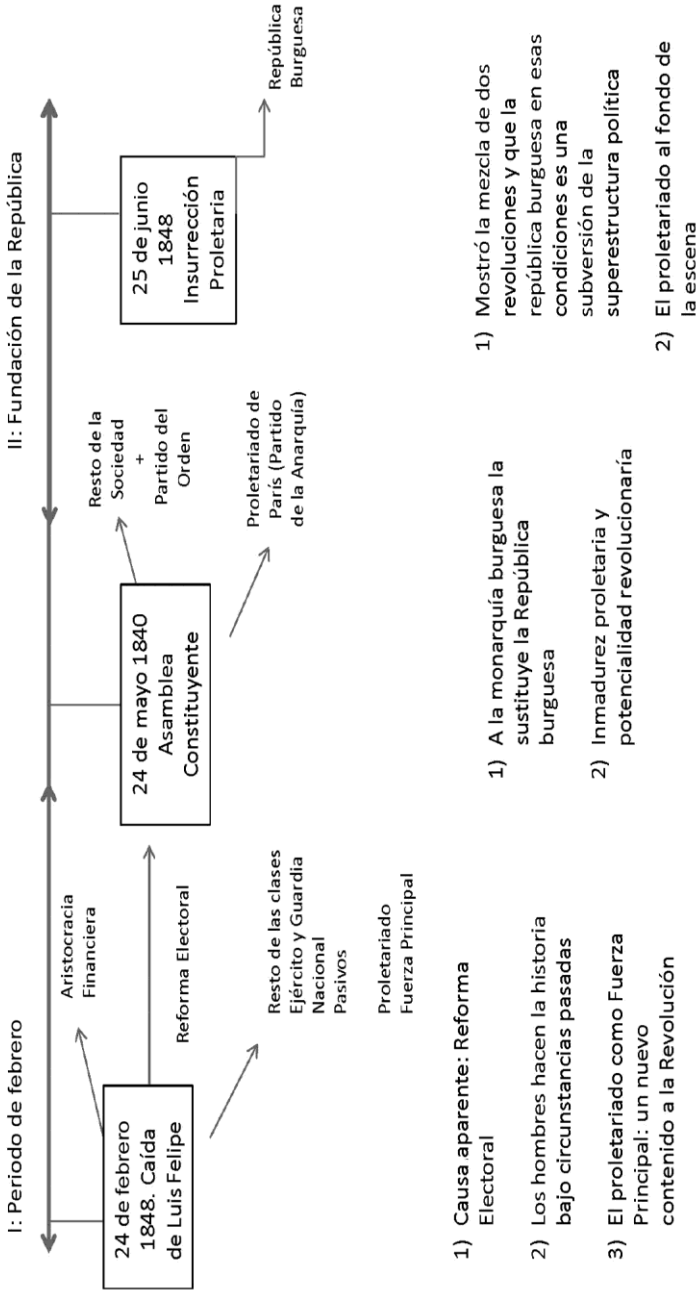 I: Periodo de febrero
II: Fundación de la República
24 de febrero
1848. Caída
de Luis Felipe
Aristocracia
Financiera
Reforma Electoral
Resto de las clases
Ejército y Guardia
Nacional
Pasivos
Proletariado
Fuerza Principal
24 de mayo 1840
Asamblea
Constituyente
Resto de la
Sociedad
+
Partido del
Orden
Proletariado de
París (Partido
de la Anarquía)
25 de junio
1848
Insurrección
Proletaria
República
Burguesa
1) Causa aparente: Reforma
Electoral
2) Los hombres hacen la historia
bajo circunstancias pasadas
3) El proletariado como Fuerza
Principal: un nuevo
contenido a la Revolución
1) A la monarquía burguesa la
sustituye la República
burguesa
2) Inmadurez proletaria y
potencialidad revolucionaría
1) Mostró la mezcla de dos
revoluciones y que la
república burguesa en esas
condiciones es una
subversión de la
superestructura política
2) El proletariado al fondo de
la escena